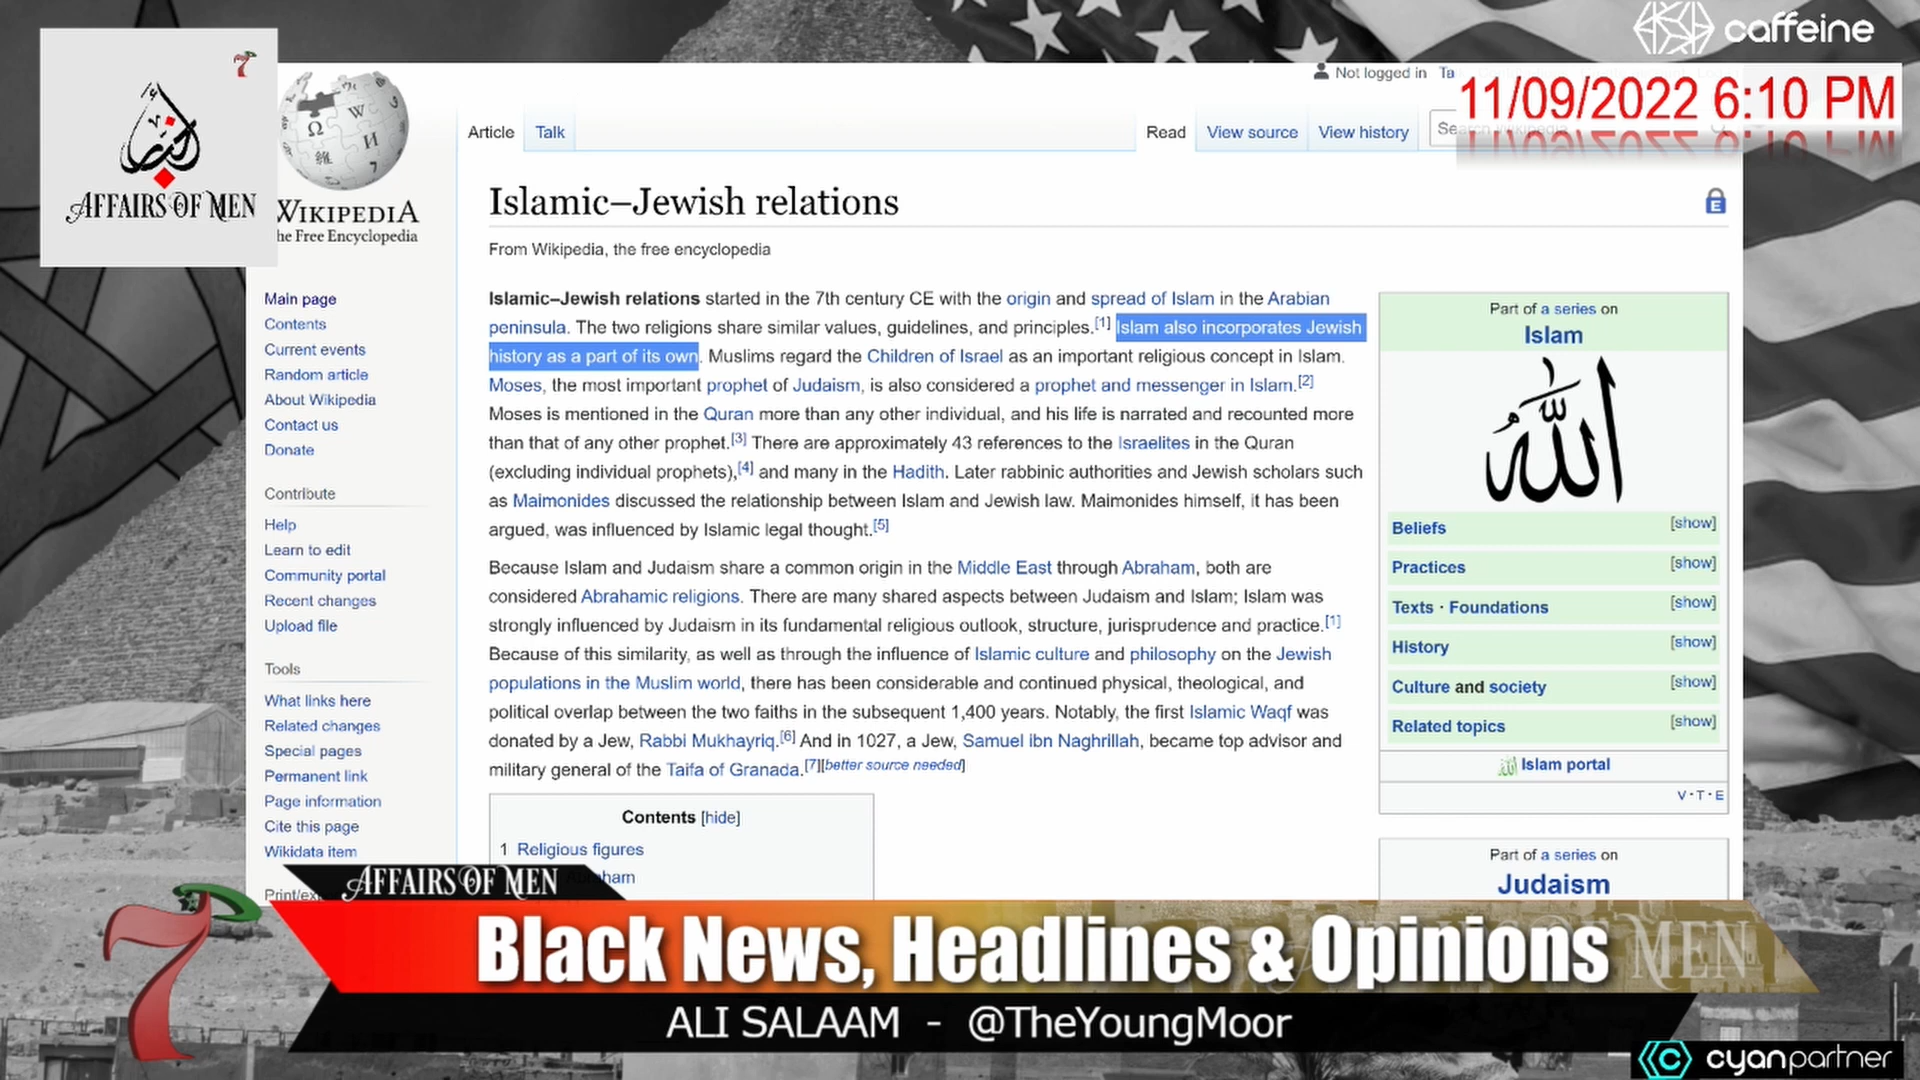 caffeine
Not logged in
Ta
11/09/2022 6:10 PM
7
AFFAIRS OF MEN
WIKIPEDIA
he Free Encyclopedia
Article
Talk
Read
View source
View history
Search Wikipedia
Islamic–Jewish relations
E
From Wikipedia, the free encyclopedia
Main page
Contents
Current events
Random article
About Wikipedia
Contact us
Donate
Contribute
Help
Learn to edit
Community portal
Recent changes
Upload file
Tools
What links here
Related changes
Special pages
Permanent link
Page information
Cite this page
Wikidata item
Print/ex
Islamic–Jewish relations started in the 7th century CE with the origin and spread of Islam in the Arabian
peninsula. The two religions share similar values, guidelines, and principles.[1] Islam also incorporates Jewish
history as a part of its own. Muslims regard the Children of Israel as an important religious concept in Islam.
Moses, the most important prophet of Judaism, is also considered a prophet and messenger in Islam.[2]
Moses is mentioned in the Quran more than any other individual, and his life is narrated and recounted more
than that of any other prophet.[3] There are approximately 43 references to the Israelites in the Quran
(excluding individual prophets),[4] and many in the Hadith. Later rabbinic authorities and Jewish scholars such
as Maimonides discussed the relationship between Islam and Jewish law. Maimonides himself, it has been
argued, was influenced by Islamic legal thought.[5]
Because Islam and Judaism share a common origin in the Middle East through Abraham, both are
considered Abrahamic religions. There are many shared aspects between Judaism and Islam; Islam was
strongly influenced by Judaism in its fundamental religious outlook, structure, jurisprudence and practice.[1]
Because of this similarity, as well as through the influence of Islamic culture and philosophy on the Jewish
populations in the Muslim world, there has been considerable and continued physical, theological, and
political overlap between the two faiths in the subsequent 1,400 years. Notably, the first Islamic Waqf was
donated by a Jew, Rabbi Mukhayriq.[6] And in 1027, a Jew, Samuel ibn Naghrillah, became top advisor and
military general of the Taifa of Granada.[7][better source needed]
Contents [hide]
1 Religious figures
Abraham
Part of a series on
Islam
الله
Beliefs [show]
Practices [show]
Texts · Foundations [show]
History [show]
Culture and society [show]
Related topics [show]
Islam portal
V · T · E
Part of a series on
Judaism
AFFAIRS OF MEN
7
Black News, Headlines & Opinions
MEN
ALI SALAAM - @TheYoungMoor
cyanpartner